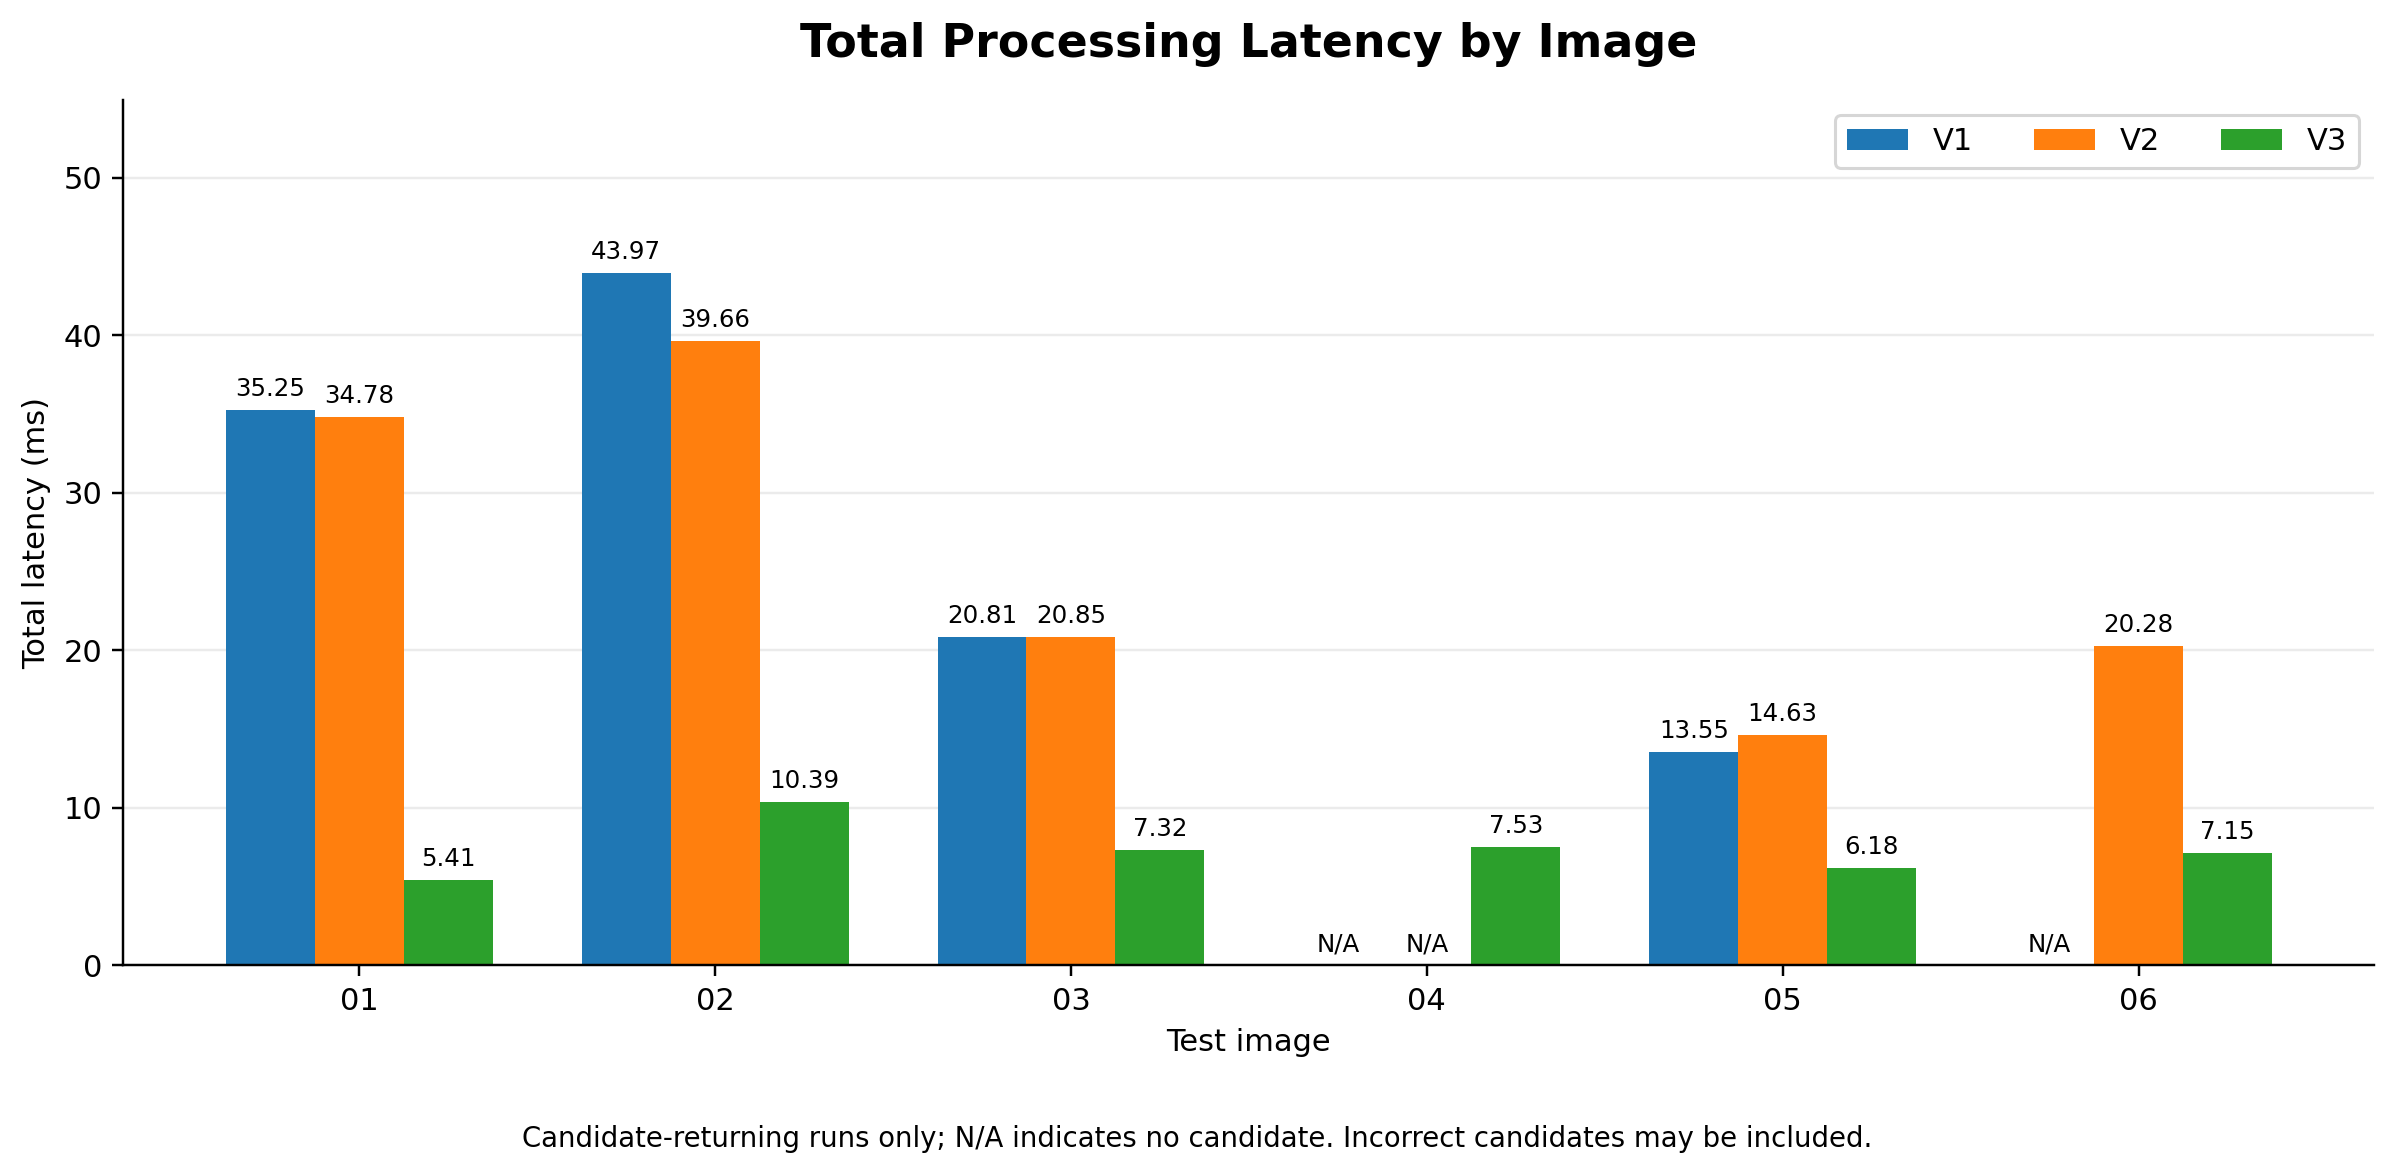 Total Processing Latency by Image
V1 V2 V3
Total latency (ms)
50
40
30
20
10
0
35.25 34.78 5.41
43.97 39.66 10.39
20.81 20.85 7.32
N/A N/A 7.53
13.55 14.63 6.18
N/A 20.28 7.15
01 02 03 04 05 06
Test image
Candidate-returning runs only; N/A indicates no candidate. Incorrect candidates may be included.